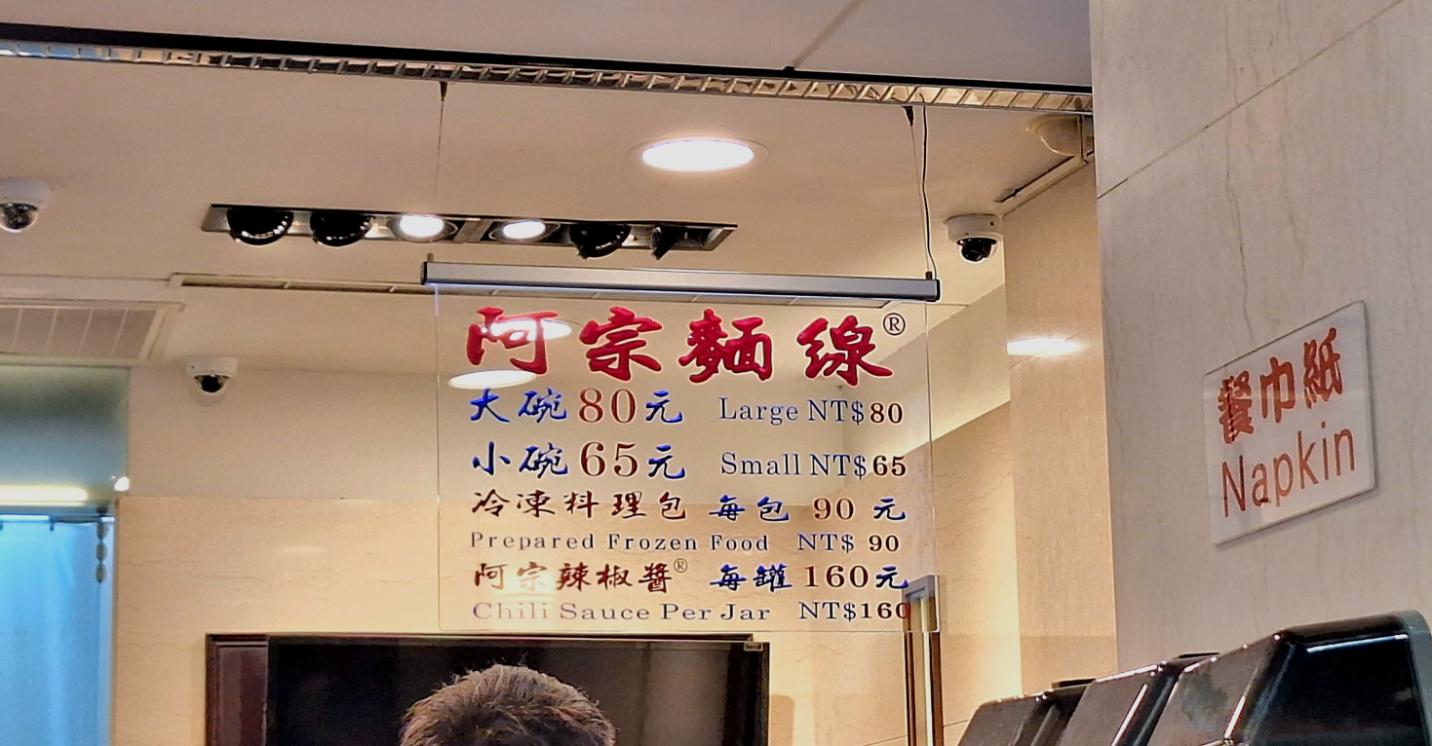 阿宗麵線®
大碗80元 Large NT$80
小碗65元 Small NT$65
冷凍料理包 每包 90 元
Prepared Frozen Food NT$ 90
阿宗辣椒醬® 每罐 160元
Chili Sauce Per Jar NT$160
餐巾紙
Napkin